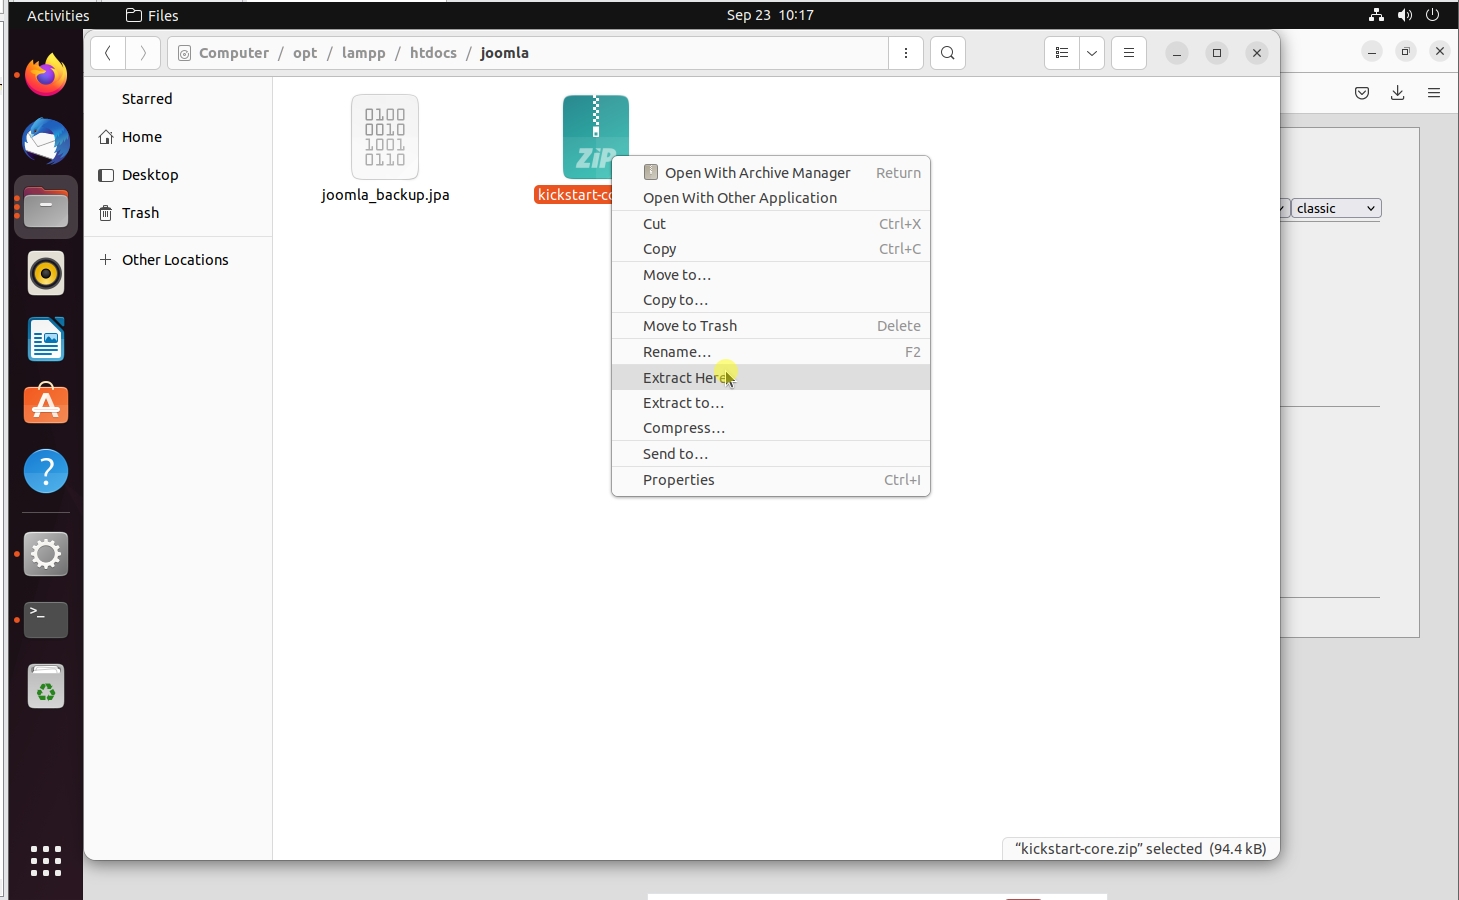 Activities Files Sep 23 10:17
Computer / opt / lampp / htdocs / joomla
Starred
Home
Desktop
Trash
Other Locations
0100
0010
1001
0110
joomla_backup.jpa
ZiP
kickstart-co
Open With Archive Manager Return
Open With Other Application
Cut Ctrl+X
Copy Ctrl+C
Move to…
Copy to…
Move to Trash Delete
Rename… F2
Extract Here
Extract to…
Compress…
Send to…
Properties Ctrl+I
classic
"kickstart-core.zip" selected (94.4 kB)